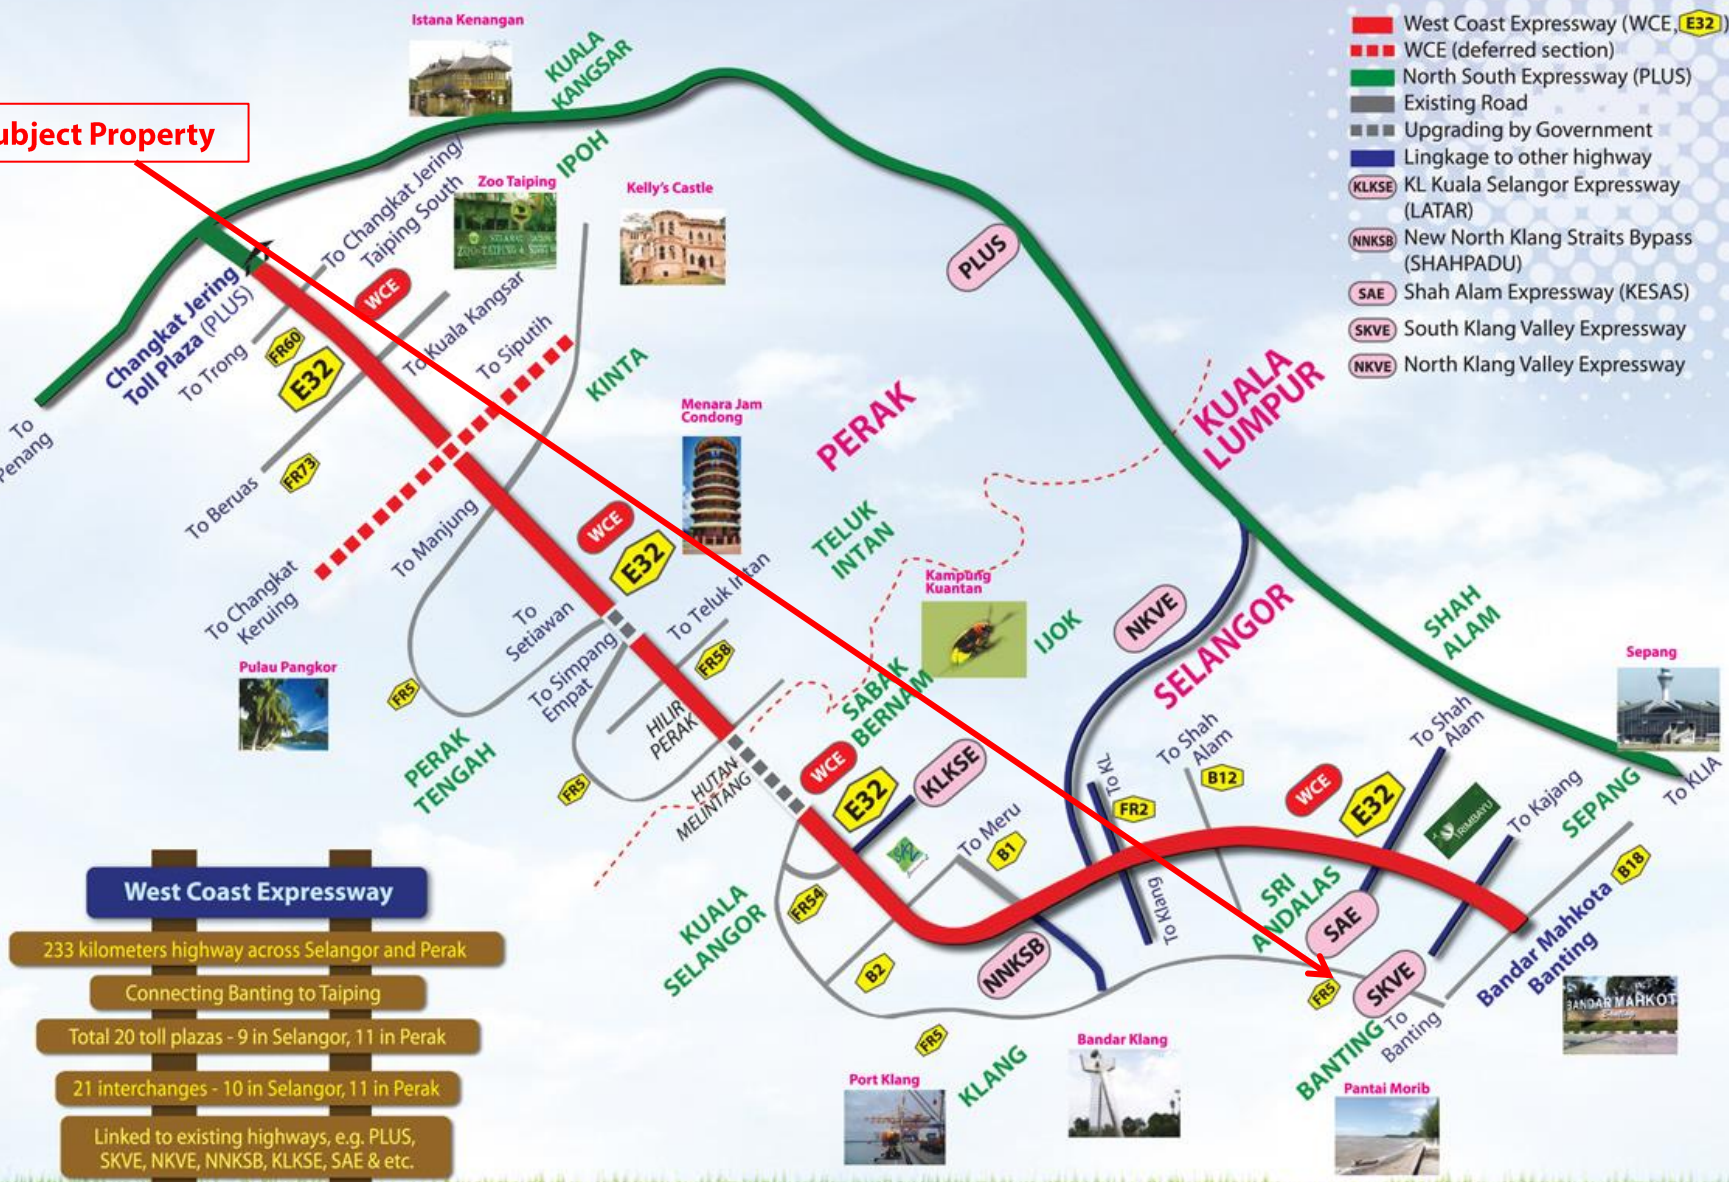 Istana Kenangan
KUALA
KANGSAR
ubject Property
IPOH
To Changkat Jering/
Taiping South
Zoo Taiping
Kelly's Castle
PLUS
Changkat Jering
Toll Plaza (PLUS)
WCE
To Trong
FR60
E32
To Kuala Kangsar
To Siputih
KINTA
To
Penang
To Beruas
FR73
Menara Jam
Condong
PERAK
KUALA
LUMPUR
To Manjung
WCE
E32
TELUK
INTAN
To Changkat
Keruing
To
Setiawan
To Teluk Intan
FR58
To Simpang
Empat
Kampung
Kuantan
IJOK
NKVE
SELANGOR
SHAH
ALAM
Sepang
Pulau Pangkor
FR5
PERAK
TENGAH
FR5
HILIR
PERAK
HUTAN
MELINTANG
SABAK
BERNAM
WCE
E32
KLKSE
To Meru
B1
To KL
FR2
To Klang
To Shah
Alam
B12
WCE
E32
To Shah
Alam
RIMBAYU
To Kajang
SEPANG
To KLIA
B18
KUALA
SELANGOR
FR54
B2
NNKSB
SRI
ANDALAS
SAE
SKVE
FR5
Bandar Mahkota
Banting
BANDAR MAHKOT
To
Banting
BANTING
FR5
KLANG
Port Klang
Bandar Klang
Pantai Morib
West Coast Expressway (WCE, E32)
WCE (deferred section)
North South Expressway (PLUS)
Existing Road
Upgrading by Government
Lingkage to other highway
KLKSE KL Kuala Selangor Expressway
(LATAR)
NNKSB New North Klang Straits Bypass
(SHAHPADU)
SAE Shah Alam Expressway (KESAS)
SKVE South Klang Valley Expressway
NKVE North Klang Valley Expressway
West Coast Expressway
233 kilometers highway across Selangor and Perak
Connecting Banting to Taiping
Total 20 toll plazas - 9 in Selangor, 11 in Perak
21 interchanges - 10 in Selangor, 11 in Perak
Linked to existing highways, e.g. PLUS,
SKVE, NKVE, NNKSB, KLKSE, SAE & etc.